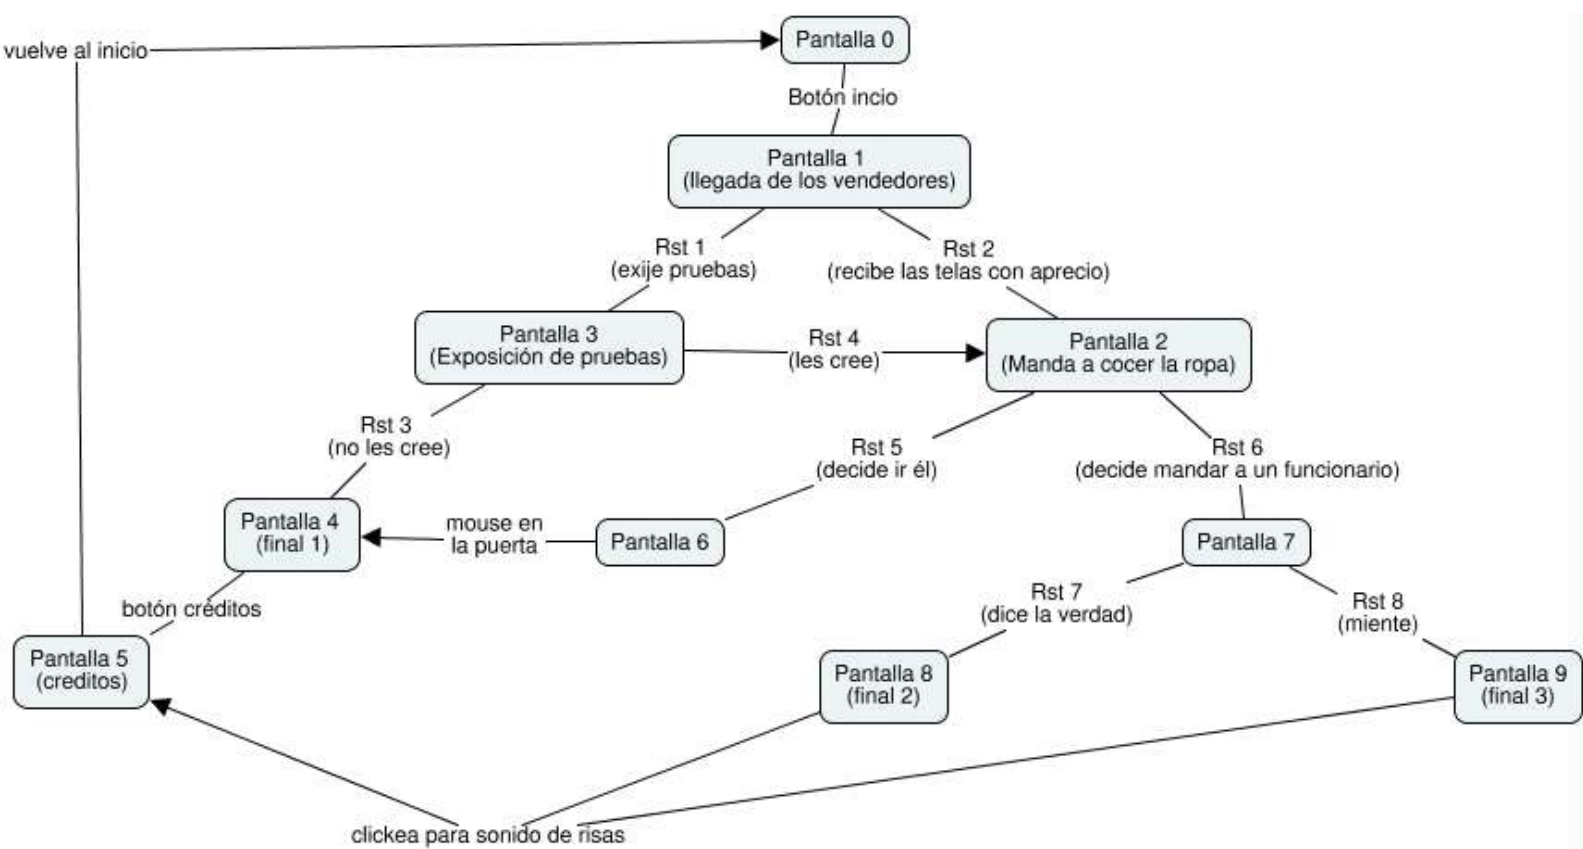 Pantalla 0
vuelve al inicio
Botón incio
Pantalla 1
(llegada de los vendedores)
Rst 1
(exije pruebas)
Rst 2
(recibe las telas con aprecio)
Pantalla 3
(Exposición de pruebas)
Rst 4
(les cree)
Pantalla 2
(Manda a cocer la ropa)
Rst 3
(no les cree)
Rst 5
(decide ir él)
Rst 6
(decide mandar a un funcionario)
Pantalla 4
(final 1)
mouse en
la puerta
Pantalla 6
Pantalla 7
botón créditos
Rst 7
(dice la verdad)
Rst 8
(miente)
Pantalla 5
(creditos)
Pantalla 8
(final 2)
Pantalla 9
(final 3)
clickea para sonido de risas